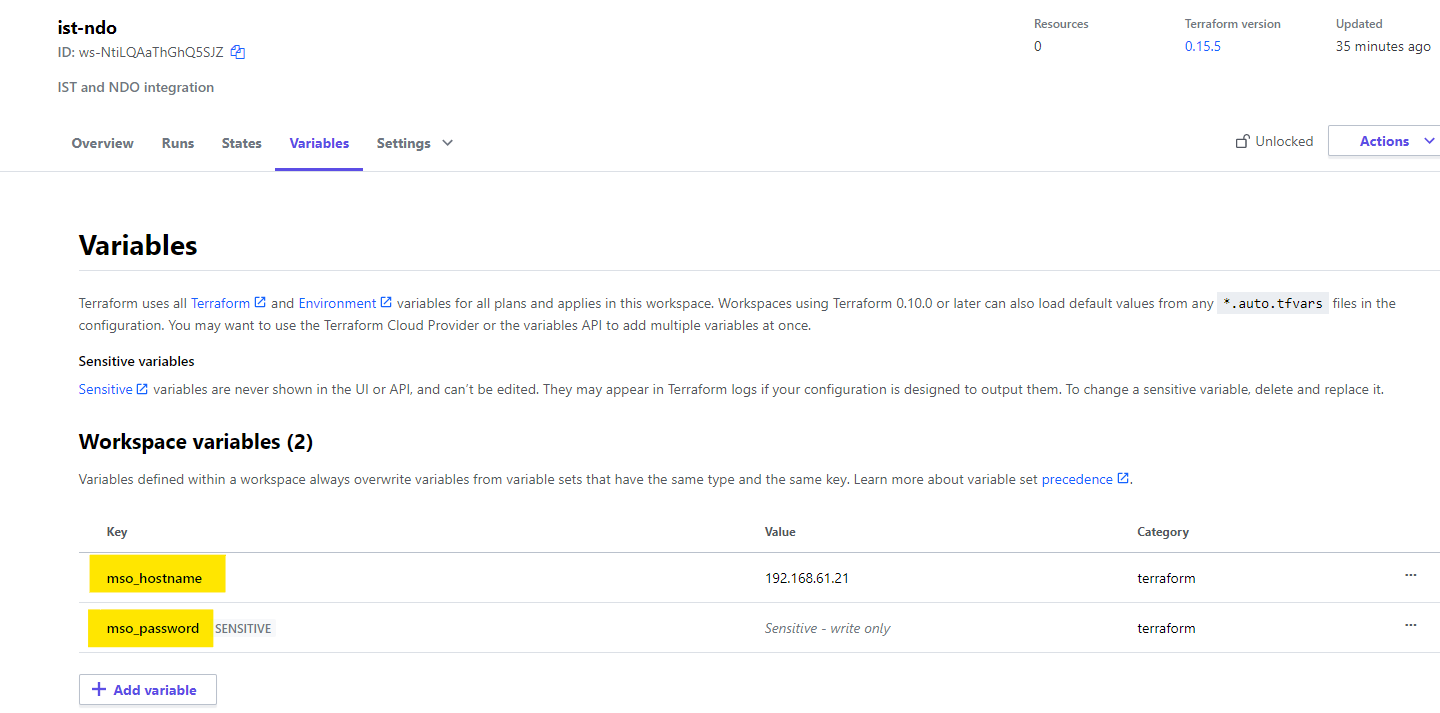 ist-ndo
ID: ws-NtiLQAaThGhQ5SJZ
IST and NDO integration
Resources
0
Terraform version
0.15.5
Updated
35 minutes ago
Overview Runs States Variables Settings
Unlocked
Actions
Variables
Terraform uses all Terraform and Environment variables for all plans and applies in this workspace. Workspaces using Terraform 0.10.0 or later can also load default values from any *.auto.tfvars files in the
configuration. You may want to use the Terraform Cloud Provider or the variables API to add multiple variables at once.
Sensitive variables
Sensitive variables are never shown in the UI or API, and can’t be edited. They may appear in Terraform logs if your configuration is designed to output them. To change a sensitive variable, delete and replace it.
Workspace variables (2)
Variables defined within a workspace always overwrite variables from variable sets that have the same type and the same key. Learn more about variable set precedence.
Key Value Category
mso_hostname 192.168.61.21 terraform ...
mso_password SENSITIVE Sensitive - write only terraform ...
+ Add variable